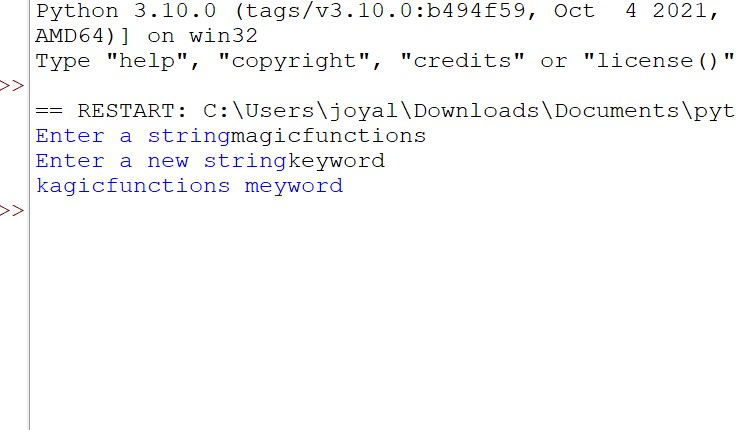 Python 3.10.0 (tags/v3.10.0:b494f59, Oct  4 2021,
AMD64)] on win32
Type "help", "copyright", "credits" or "license()"
>>
== RESTART: C:\Users\joyal\Downloads\Documents\pyt
Enter a stringmagicfunctions
Enter a new stringkeyword
kagicfunctions meyword
>>